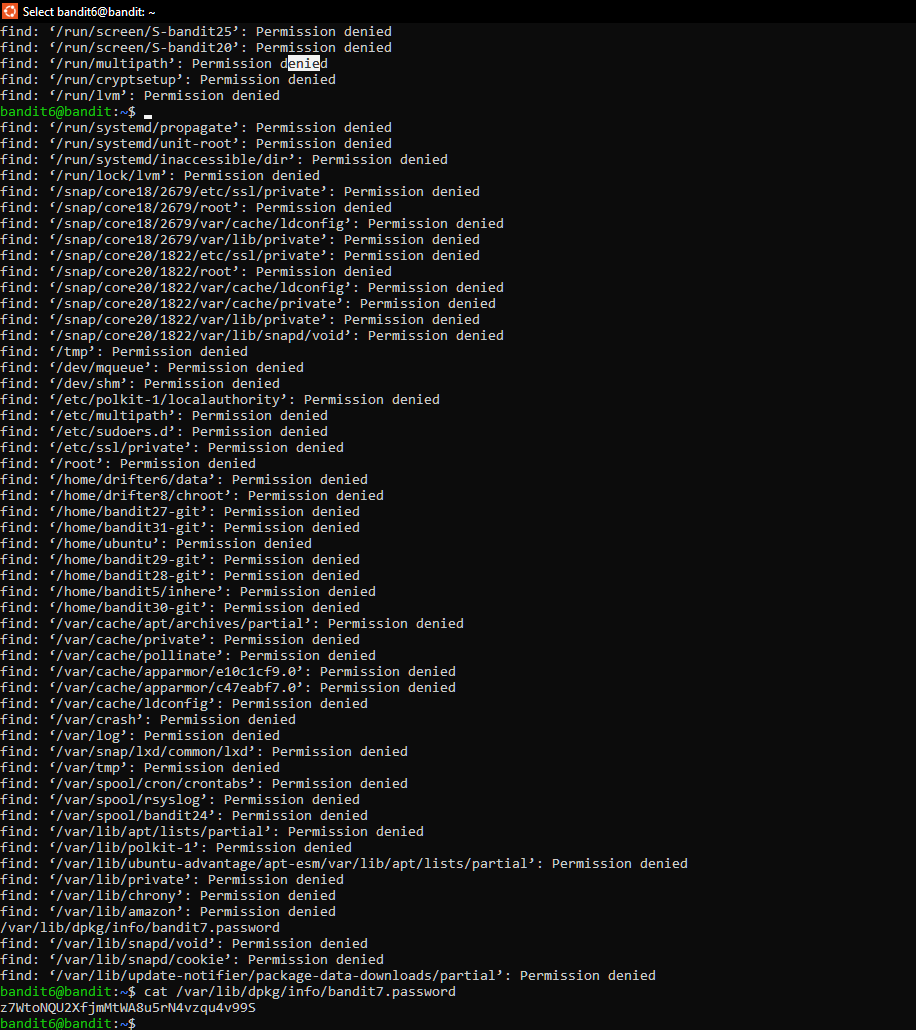 Select bandit6@bandit: ~
find: ‘/run/screen/S-bandit25’: Permission denied
find: ‘/run/screen/S-bandit20’: Permission denied
find: ‘/run/multipath’: Permission denied
find: ‘/run/cryptsetup’: Permission denied
find: ‘/run/lvm’: Permission denied
bandit6@bandit:~$
find: ‘/run/systemd/propagate’: Permission denied
find: ‘/run/systemd/unit-root’: Permission denied
find: ‘/run/systemd/inaccessible/dir’: Permission denied
find: ‘/run/lock/lvm’: Permission denied
find: ‘/snap/core18/2679/etc/ssl/private’: Permission denied
find: ‘/snap/core18/2679/root’: Permission denied
find: ‘/snap/core18/2679/var/cache/ldconfig’: Permission denied
find: ‘/snap/core18/2679/var/lib/private’: Permission denied
find: ‘/snap/core20/1822/etc/ssl/private’: Permission denied
find: ‘/snap/core20/1822/root’: Permission denied
find: ‘/snap/core20/1822/var/cache/ldconfig’: Permission denied
find: ‘/snap/core20/1822/var/cache/private’: Permission denied
find: ‘/snap/core20/1822/var/lib/private’: Permission denied
find: ‘/snap/core20/1822/var/lib/snapd/void’: Permission denied
find: ‘/tmp’: Permission denied
find: ‘/dev/mqueue’: Permission denied
find: ‘/dev/shm’: Permission denied
find: ‘/etc/polkit-1/localauthority’: Permission denied
find: ‘/etc/multipath’: Permission denied
find: ‘/etc/sudoers.d’: Permission denied
find: ‘/etc/ssl/private’: Permission denied
find: ‘/root’: Permission denied
find: ‘/home/drifter6/data’: Permission denied
find: ‘/home/drifter8/chroot’: Permission denied
find: ‘/home/bandit27-git’: Permission denied
find: ‘/home/bandit31-git’: Permission denied
find: ‘/home/ubuntu’: Permission denied
find: ‘/home/bandit29-git’: Permission denied
find: ‘/home/bandit28-git’: Permission denied
find: ‘/home/bandit5/inhere’: Permission denied
find: ‘/home/bandit30-git’: Permission denied
find: ‘/var/cache/apt/archives/partial’: Permission denied
find: ‘/var/cache/private’: Permission denied
find: ‘/var/cache/pollinate’: Permission denied
find: ‘/var/cache/apparmor/e10c1cf9.0’: Permission denied
find: ‘/var/cache/apparmor/c47eabf7.0’: Permission denied
find: ‘/var/cache/ldconfig’: Permission denied
find: ‘/var/crash’: Permission denied
find: ‘/var/log’: Permission denied
find: ‘/var/snap/lxd/common/lxd’: Permission denied
find: ‘/var/tmp’: Permission denied
find: ‘/var/spool/cron/crontabs’: Permission denied
find: ‘/var/spool/rsyslog’: Permission denied
find: ‘/var/spool/bandit24’: Permission denied
find: ‘/var/lib/apt/lists/partial’: Permission denied
find: ‘/var/lib/polkit-1’: Permission denied
find: ‘/var/lib/ubuntu-advantage/apt-esm/var/lib/apt/lists/partial’: Permission denied
find: ‘/var/lib/private’: Permission denied
find: ‘/var/lib/chrony’: Permission denied
find: ‘/var/lib/amazon’: Permission denied
/var/lib/dpkg/info/bandit7.password
find: ‘/var/lib/snapd/void’: Permission denied
find: ‘/var/lib/snapd/cookie’: Permission denied
find: ‘/var/lib/update-notifier/package-data-downloads/partial’: Permission denied
bandit6@bandit:~$ cat /var/lib/dpkg/info/bandit7.password
z7WtoNQU2XfjmMtWA8u5rN4vzqu4v99S
bandit6@bandit:~$